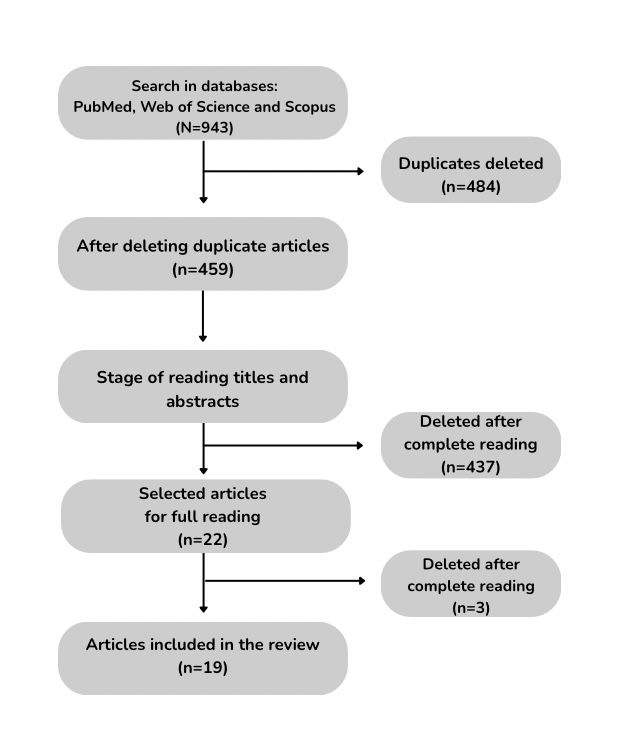 Search in databases:
PubMed, Web of Science and Scopus
(N=943)
Duplicates deleted
(n=484)
After deleting duplicate articles
(n=459)
Stage of reading titles and
abstracts
Deleted after
complete reading
(n=437)
Selected articles
for full reading
(n=22)
Deleted after
complete reading
(n=3)
Articles included in the review
(n=19)